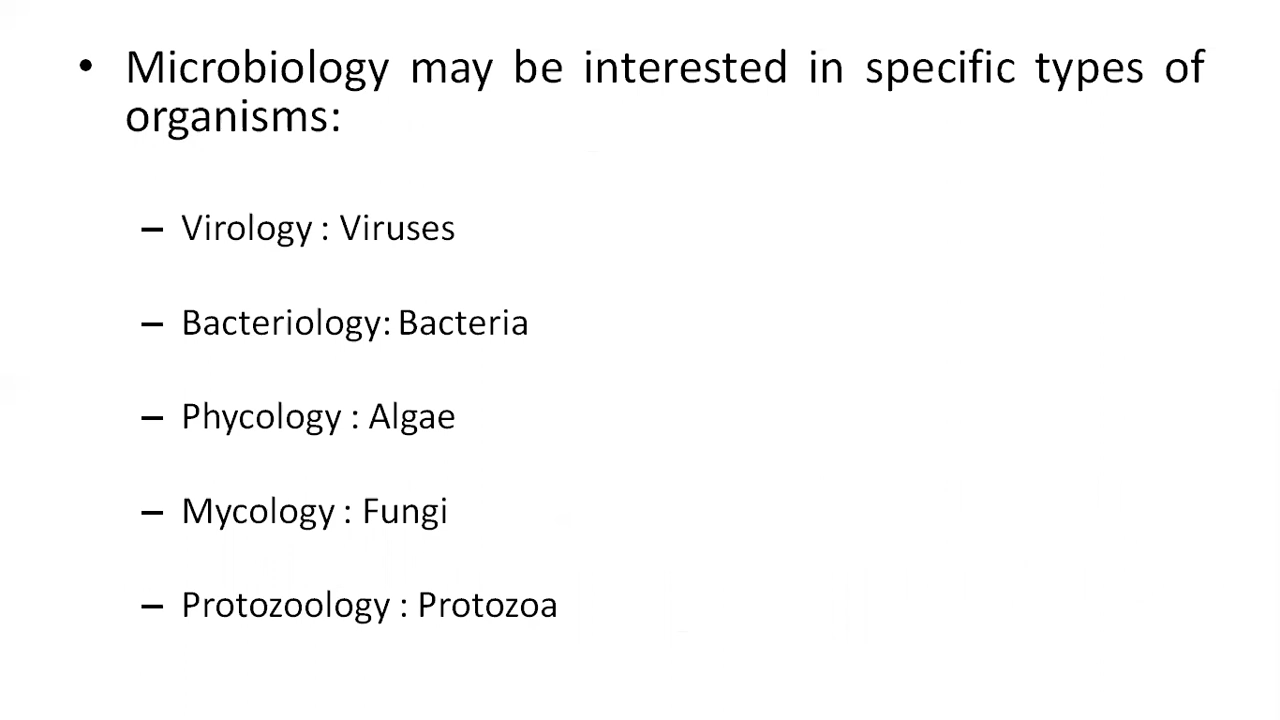 • Microbiology may be interested in specific types of
organisms:
– Virology : Viruses
– Bacteriology: Bacteria
– Phycology : Algae
– Mycology : Fungi
– Protozoology : Protozoa